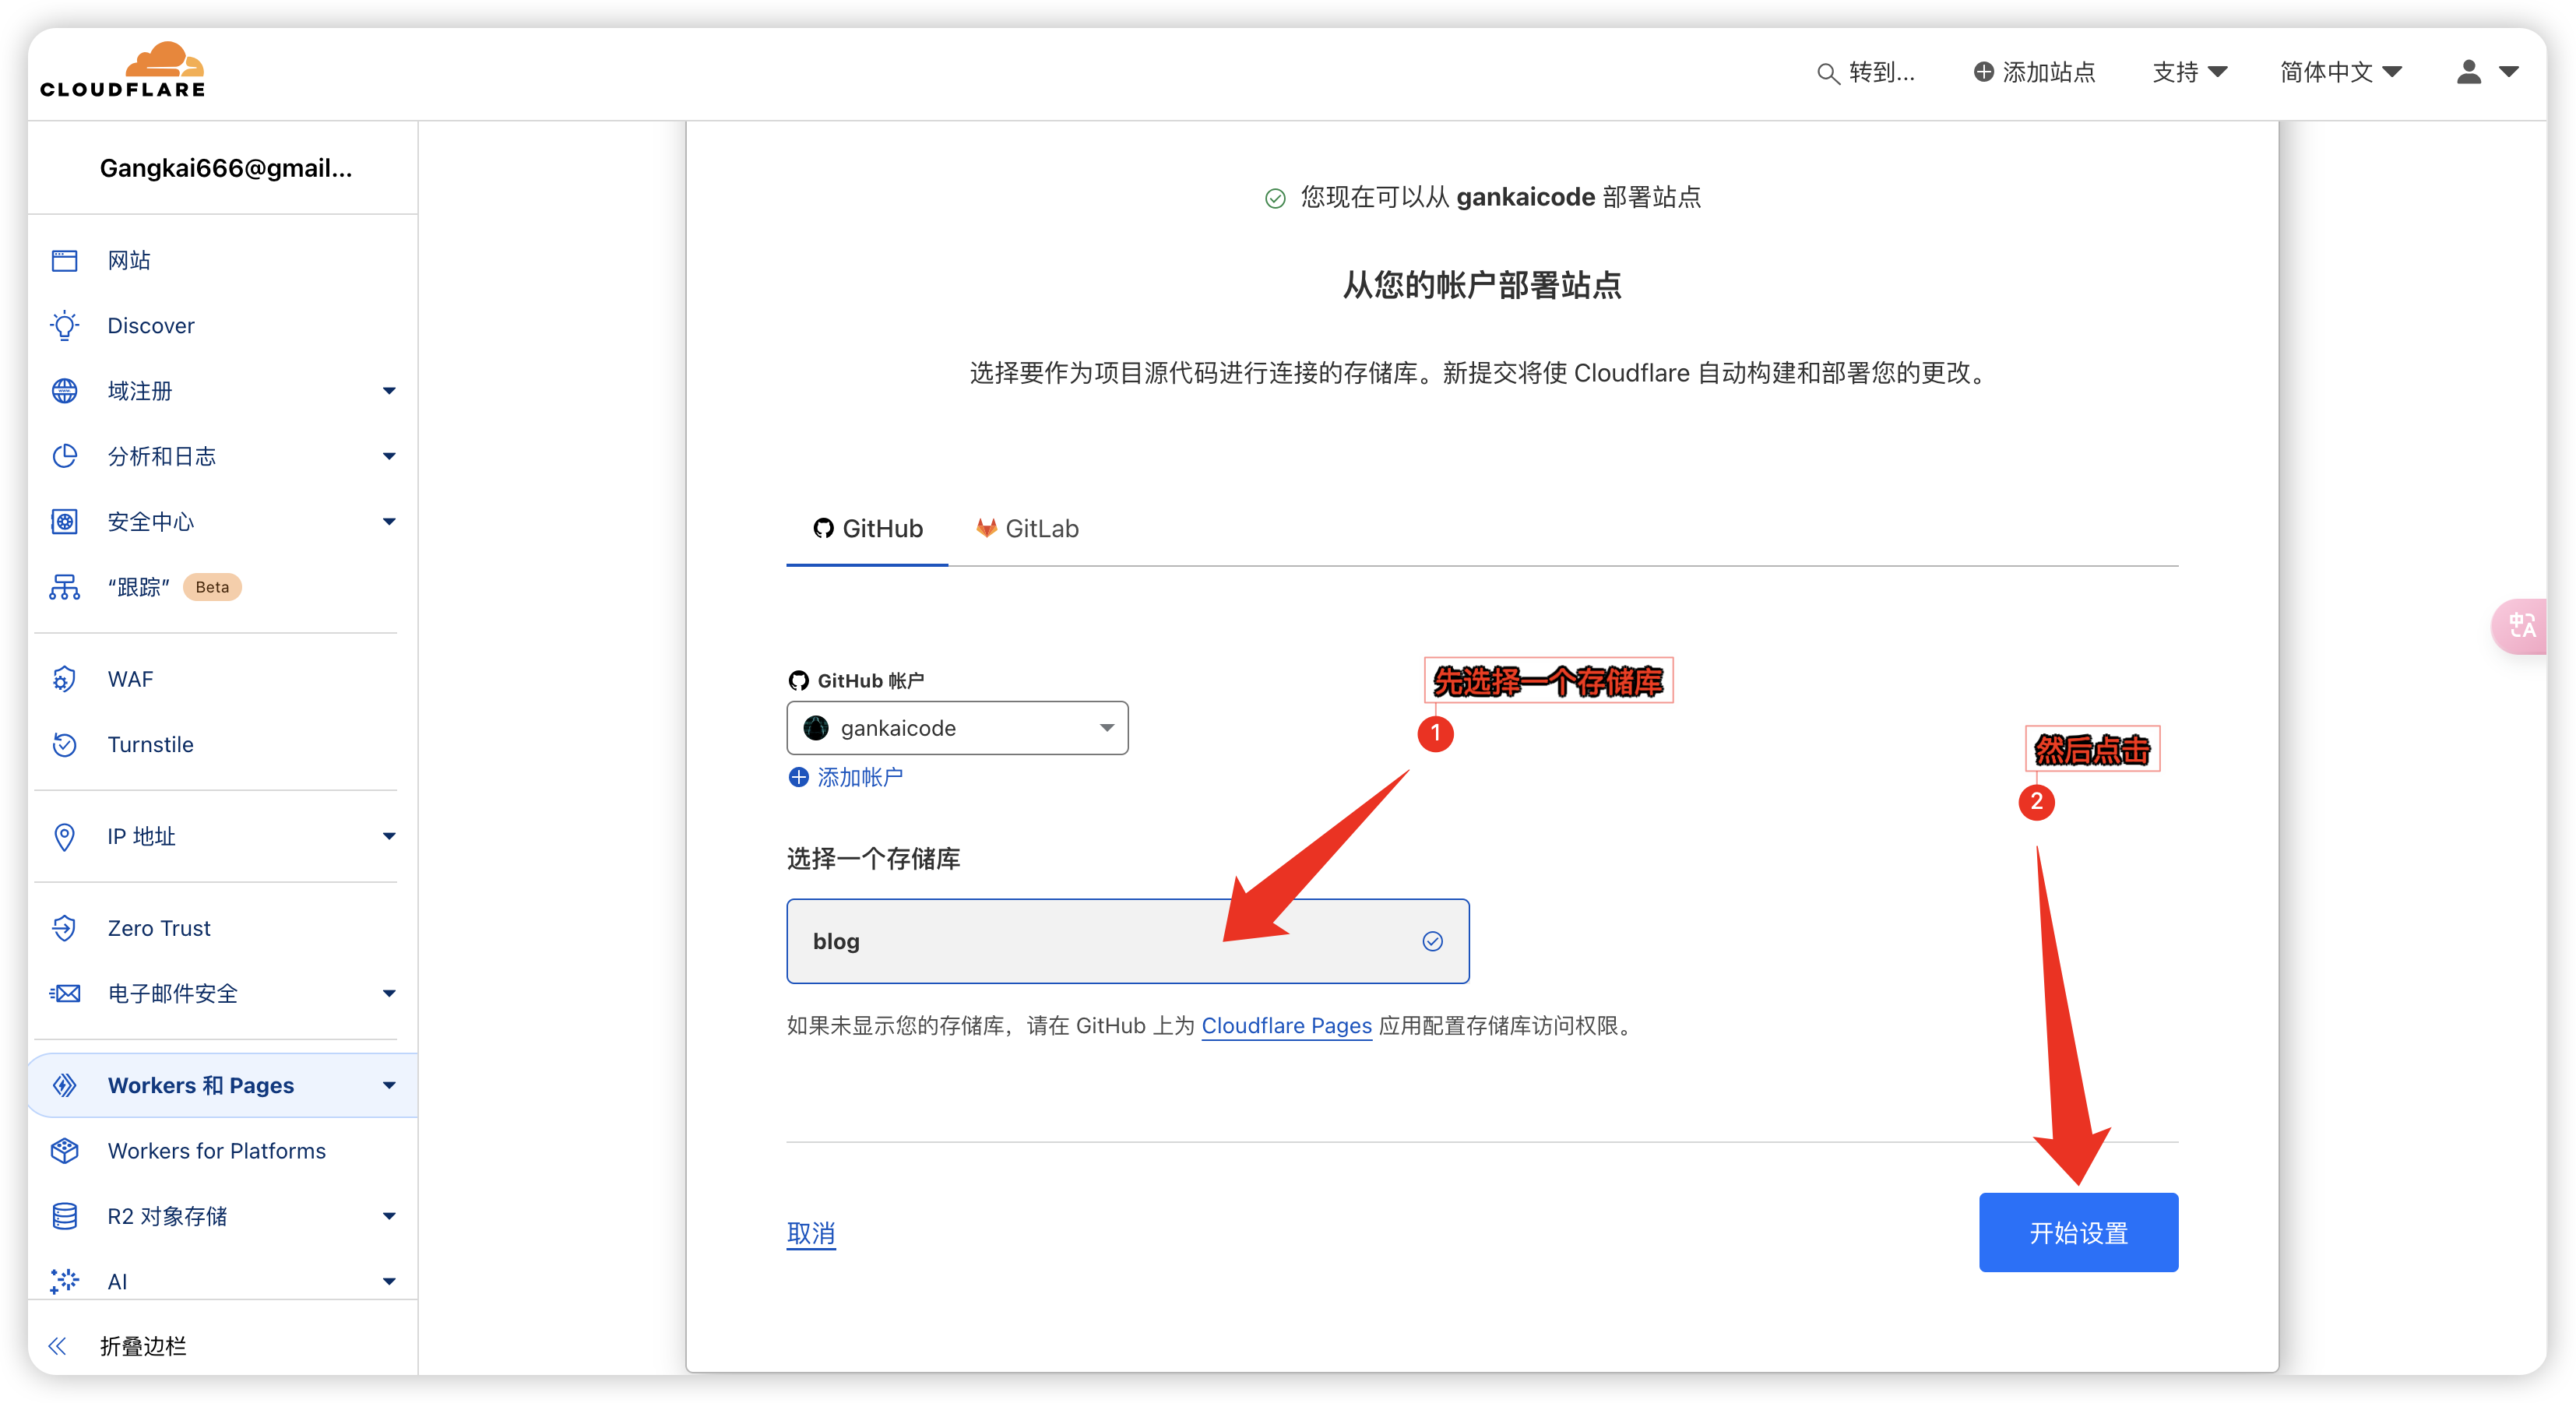 CLOUDFLARE
转到...
添加站点
支持
简体中文
Gangkai666@gmail...
网站
Discover
域注册
分析和日志
安全中心
“跟踪” Beta
WAF
Turnstile
IP 地址
Zero Trust
电子邮件安全
Workers 和 Pages
Workers for Platforms
R2 对象存储
AI
折叠边栏
您现在可以从 gankaicode 部署站点
从您的帐户部署站点
选择要作为项目源代码进行连接的存储库。新提交将使 Cloudflare 自动构建和部署您的更改。
GitHub
GitLab
GitHub 帐户
gankaicode
添加帐户
先选择一个存储库
1
然后点击
2
选择一个存储库
blog
如果未显示您的存储库，请在 GitHub 上为 Cloudflare Pages 应用配置存储库访问权限。
取消
开始设置
中A